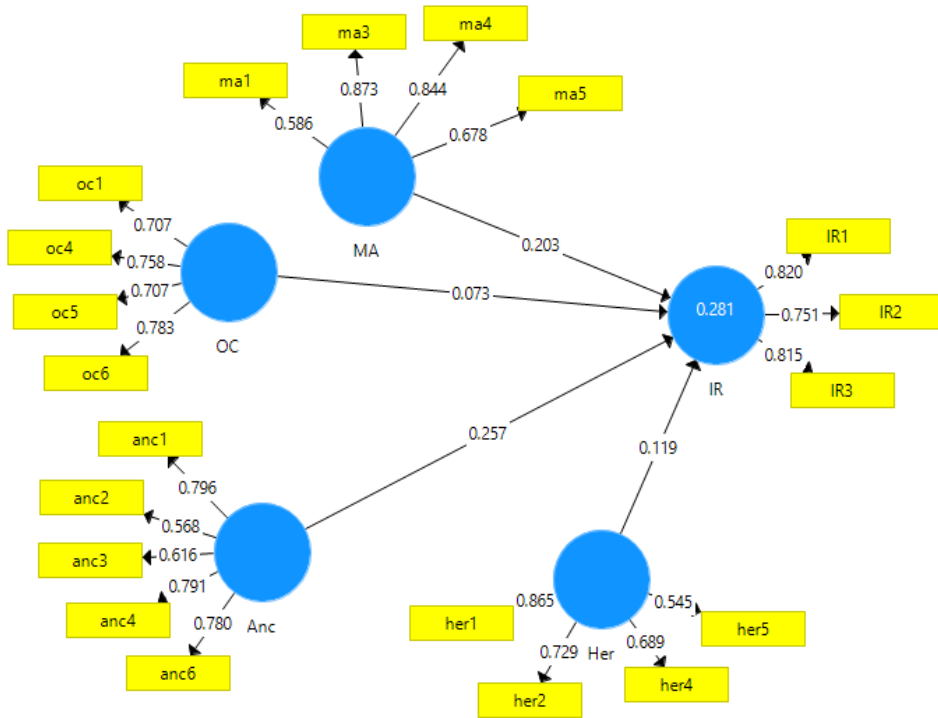 ma1
ma3
ma4
ma5
0.586
0.873
0.844
0.678
MA
oc1
oc4
oc5
oc6
0.707
0.758
0.707
0.783
OC
0.203
0.073
0.257
0.119
0.281
IR
0.820
0.751
0.815
IR1
IR2
IR3
anc1
anc2
anc3
anc4
anc6
0.796
0.568
0.616
0.791
0.780
Anc
her1
her2
her4
her5
0.865
0.729
0.689
0.545
Her